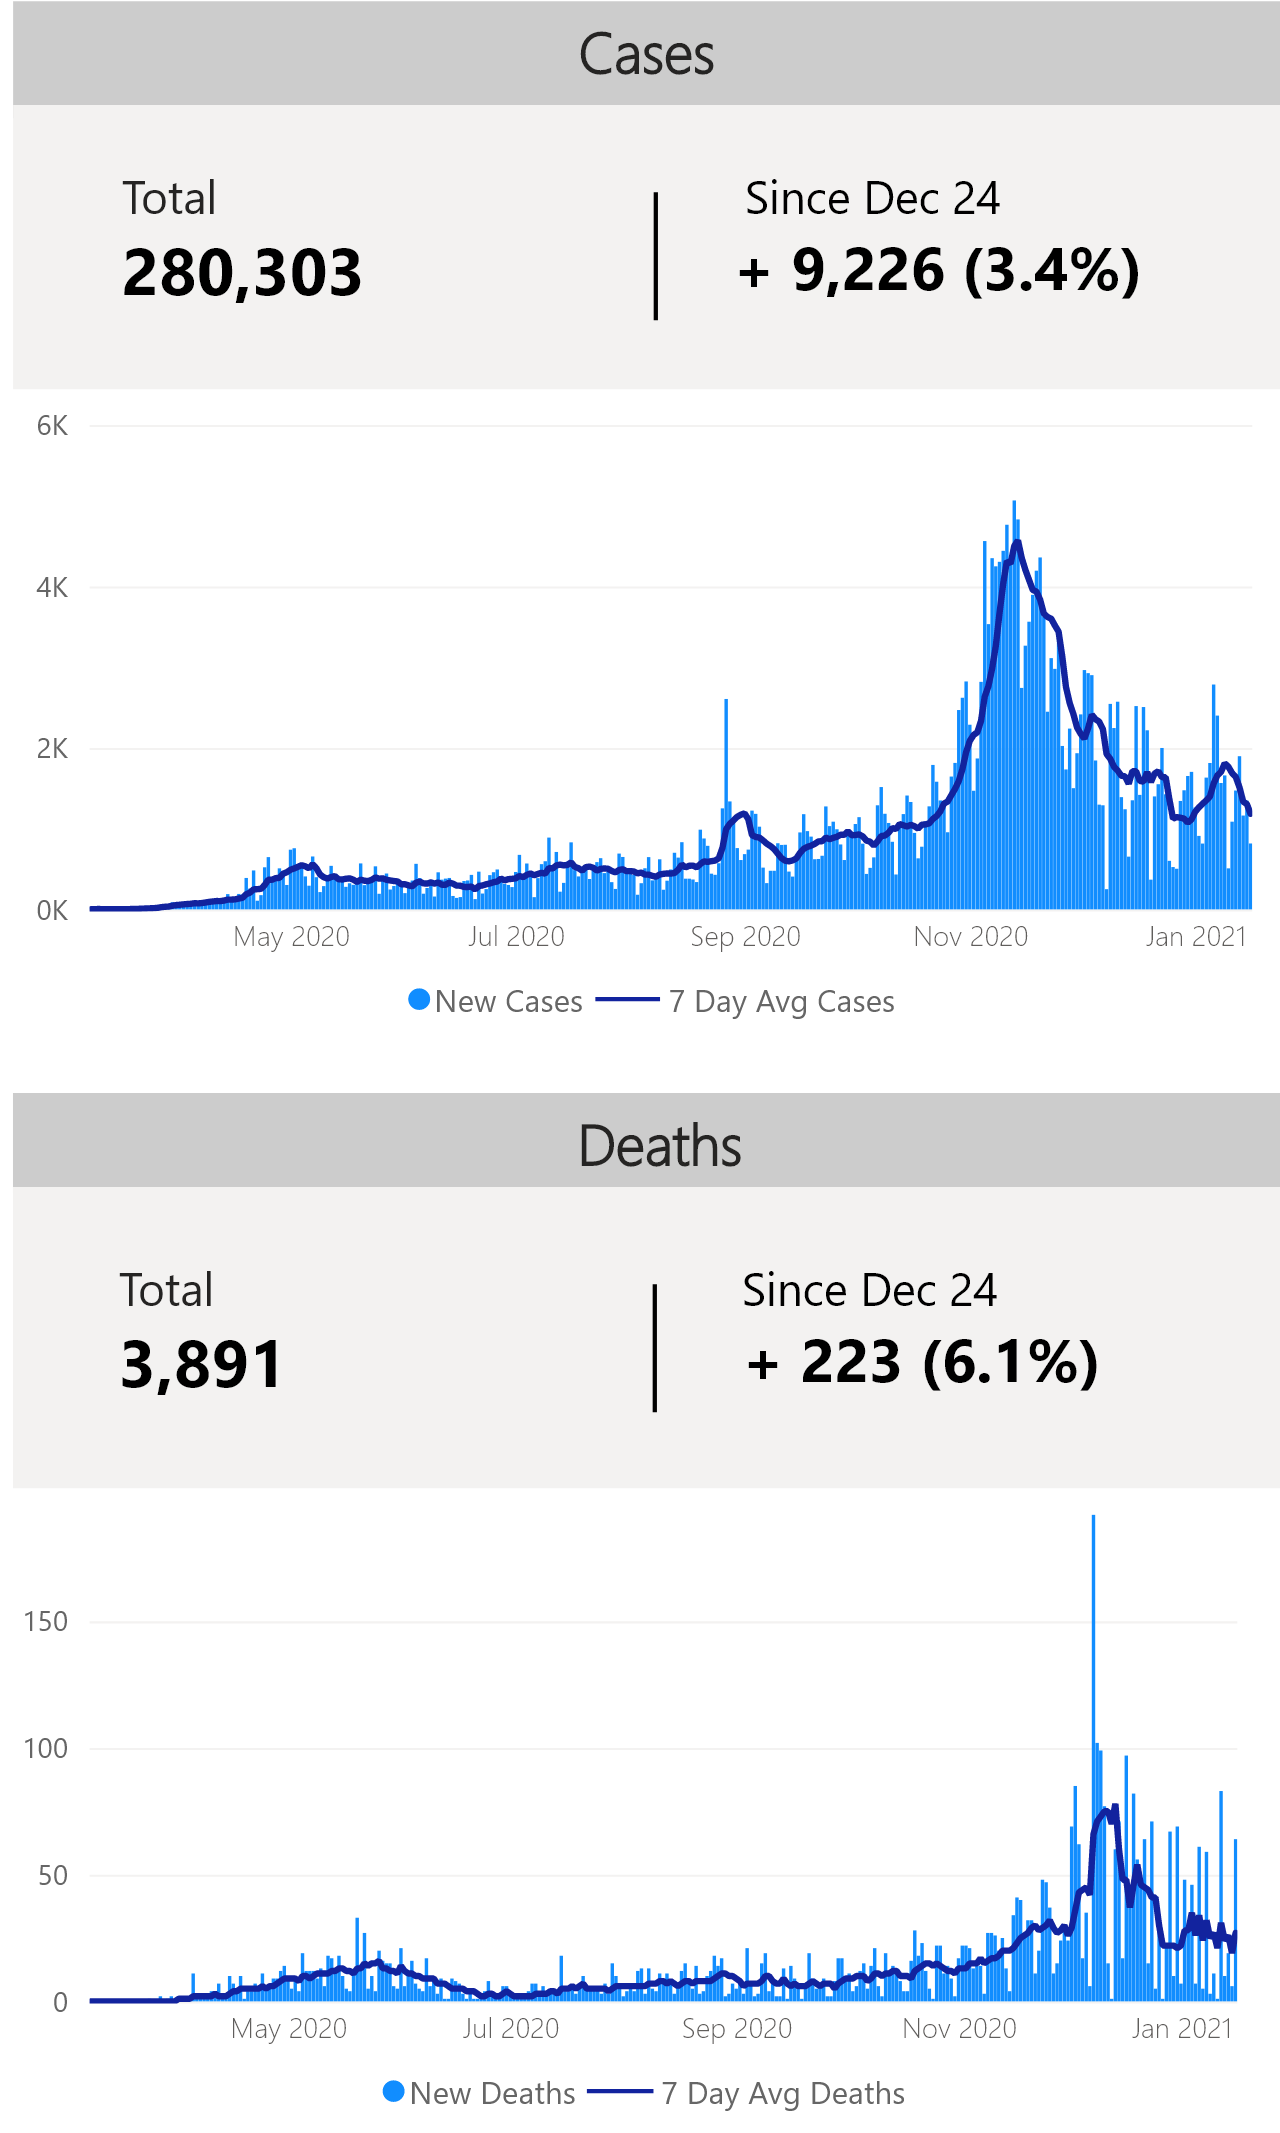 Cases
Total
Since Dec 24
280,303
+ 9,226 (3.4%)
6K
4K
2K
0K
May 2020
Jul 2020
Sep 2020
Nov 2020
Jan 2021
New Cases
7 Day Avg Cases
Deaths
Total
Since Dec 24
3,891
+ 223 (6.1%)
150
100
50
0
May 2020
Jul 2020
Sep 2020
Nov 2020
Jan 2021
New Deaths
7 Day Avg Deaths